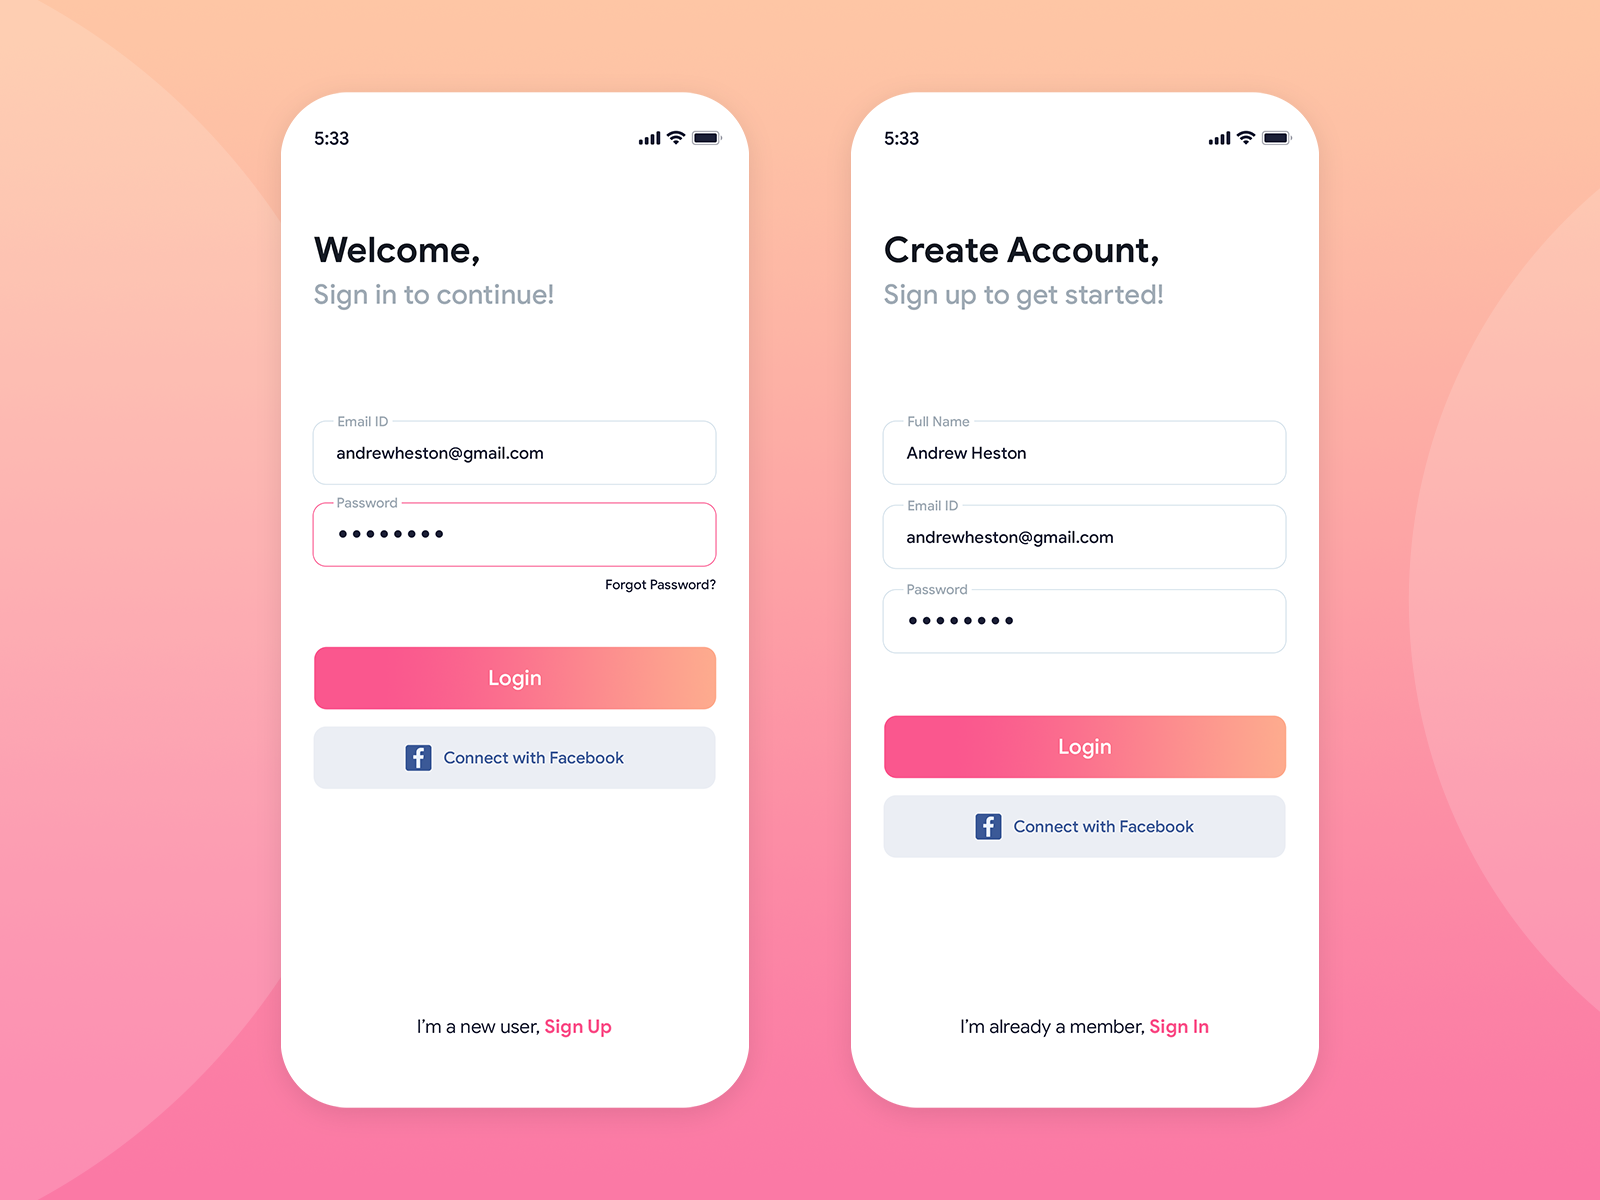 5:33
Welcome,
Sign in to continue!
Email ID
andrewheston@gmail.com
Password
••••••••
Forgot Password?
Login
Connect with Facebook
I’m a new user, Sign Up
5:33
Create Account,
Sign up to get started!
Full Name
Andrew Heston
Email ID
andrewheston@gmail.com
Password
••••••••
Login
Connect with Facebook
I’m already a member, Sign In